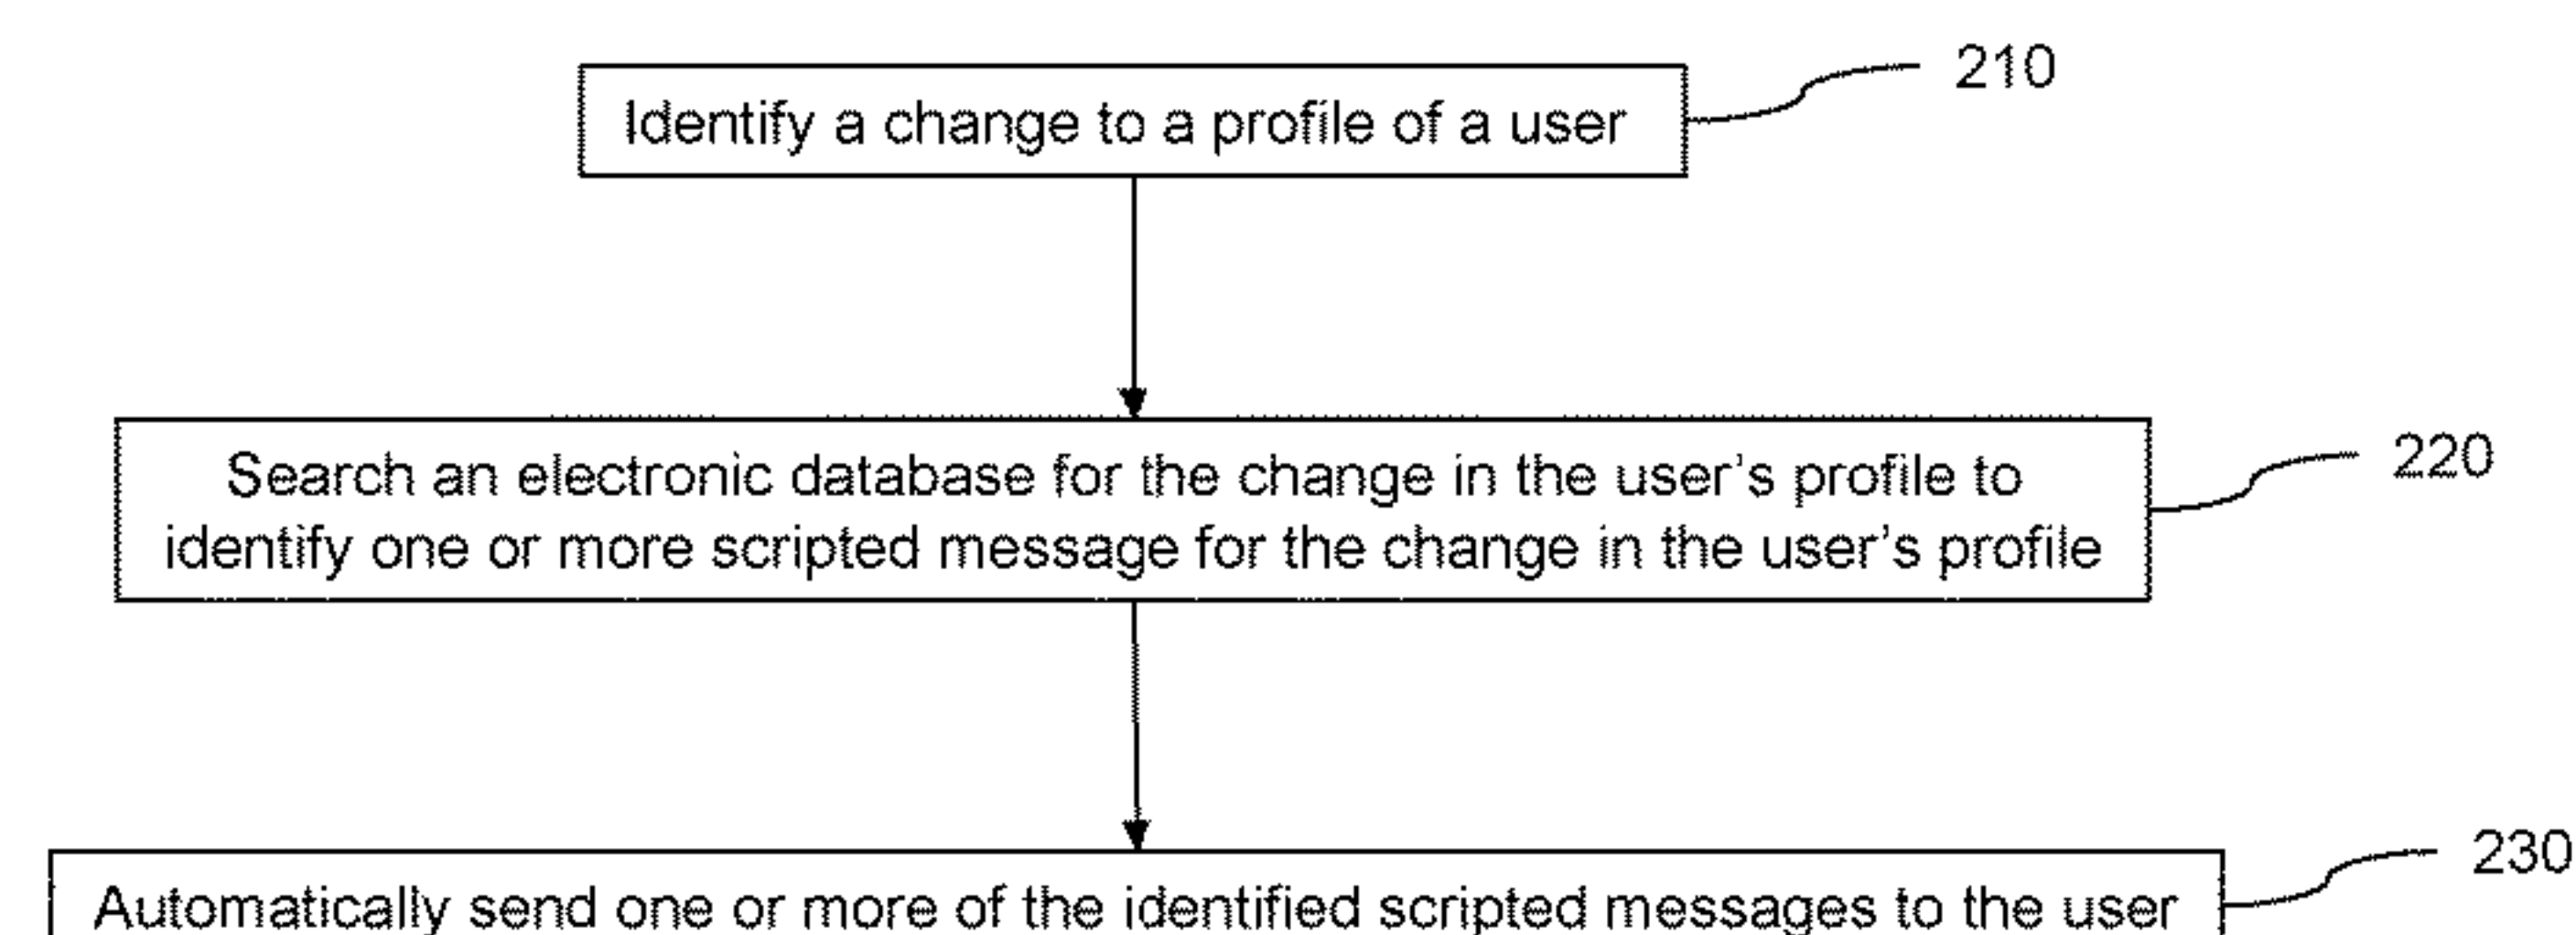 210
Identify a change to a profile of a user
220
Search an electronic database for the change in the user's profile to
identify one or more scripted message for the change in the user's profile
230
Automatically send one or more of the identified scripted messages to the user